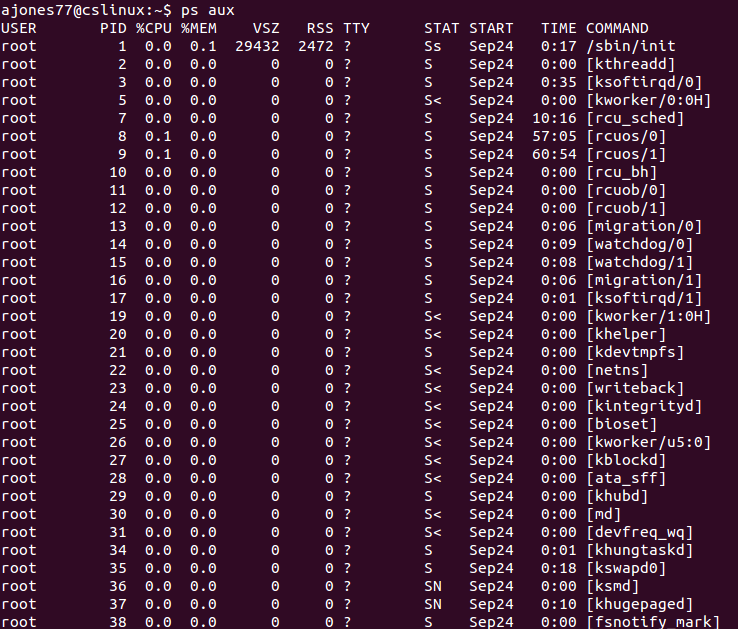 ajones77@cslinux:~$ ps aux
USER       PID %CPU %MEM    VSZ   RSS TTY      STAT START   TIME COMMAND
root         1  0.0  0.1  29432  2472 ?        Ss   Sep24   0:17 /sbin/init
root         2  0.0  0.0      0     0 ?        S    Sep24   0:00 [kthreadd]
root         3  0.0  0.0      0     0 ?        S    Sep24   0:35 [ksoftirqd/0]
root         5  0.0  0.0      0     0 ?        S<   Sep24   0:00 [kworker/0:0H]
root         7  0.0  0.0      0     0 ?        S    Sep24  10:16 [rcu_sched]
root         8  0.1  0.0      0     0 ?        S    Sep24  57:05 [rcuos/0]
root         9  0.1  0.0      0     0 ?        S    Sep24  60:54 [rcuos/1]
root        10  0.0  0.0      0     0 ?        S    Sep24   0:00 [rcu_bh]
root        11  0.0  0.0      0     0 ?        S    Sep24   0:00 [rcuob/0]
root        12  0.0  0.0      0     0 ?        S    Sep24   0:00 [rcuob/1]
root        13  0.0  0.0      0     0 ?        S    Sep24   0:06 [migration/0]
root        14  0.0  0.0      0     0 ?        S    Sep24   0:09 [watchdog/0]
root        15  0.0  0.0      0     0 ?        S    Sep24   0:08 [watchdog/1]
root        16  0.0  0.0      0     0 ?        S    Sep24   0:06 [migration/1]
root        17  0.0  0.0      0     0 ?        S    Sep24   0:01 [ksoftirqd/1]
root        19  0.0  0.0      0     0 ?        S<   Sep24   0:00 [kworker/1:0H]
root        20  0.0  0.0      0     0 ?        S<   Sep24   0:00 [khelper]
root        21  0.0  0.0      0     0 ?        S    Sep24   0:00 [kdevtmpfs]
root        22  0.0  0.0      0     0 ?        S<   Sep24   0:00 [netns]
root        23  0.0  0.0      0     0 ?        S<   Sep24   0:00 [writeback]
root        24  0.0  0.0      0     0 ?        S<   Sep24   0:00 [kintegrityd]
root        25  0.0  0.0      0     0 ?        S<   Sep24   0:00 [bioset]
root        26  0.0  0.0      0     0 ?        S<   Sep24   0:00 [kworker/u5:0]
root        27  0.0  0.0      0     0 ?        S<   Sep24   0:00 [kblockd]
root        28  0.0  0.0      0     0 ?        S<   Sep24   0:00 [ata_sff]
root        29  0.0  0.0      0     0 ?        S    Sep24   0:00 [khubd]
root        30  0.0  0.0      0     0 ?        S<   Sep24   0:00 [md]
root        31  0.0  0.0      0     0 ?        S<   Sep24   0:00 [devfreq_wq]
root        34  0.0  0.0      0     0 ?        S    Sep24   0:01 [khungtaskd]
root        35  0.0  0.0      0     0 ?        S    Sep24   0:18 [kswapd0]
root        36  0.0  0.0      0     0 ?        SN   Sep24   0:00 [ksmd]
root        37  0.0  0.0      0     0 ?        SN   Sep24   0:10 [khugepaged]
root        38  0.0  0.0      0     0 ?        S    Sep24   0:00 [fsnotify_mark]